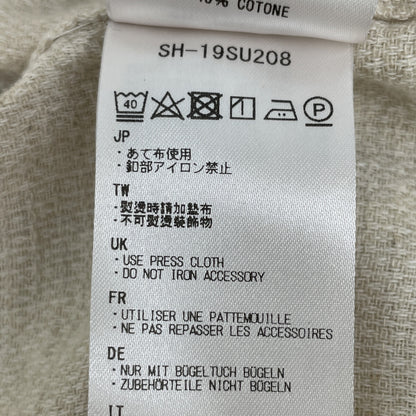 COTONE
SH-19SU208
40
P
JP
・あて布使用
・釦部アイロン禁止
TW
・熨燙時請加墊布
・不可熨燙裝飾物
UK
・USE PRESS CLOTH
・DO NOT IRON ACCESSORY
FR
・UTILISER UNE PATTEMOUILLE
・NE PAS REPASSER LES ACCESSOIRES
DE
・NUR MIT BÜGELTUCH BÜGELN
・ZUBEHÖRTEILE NICHT BÜGELN
IT